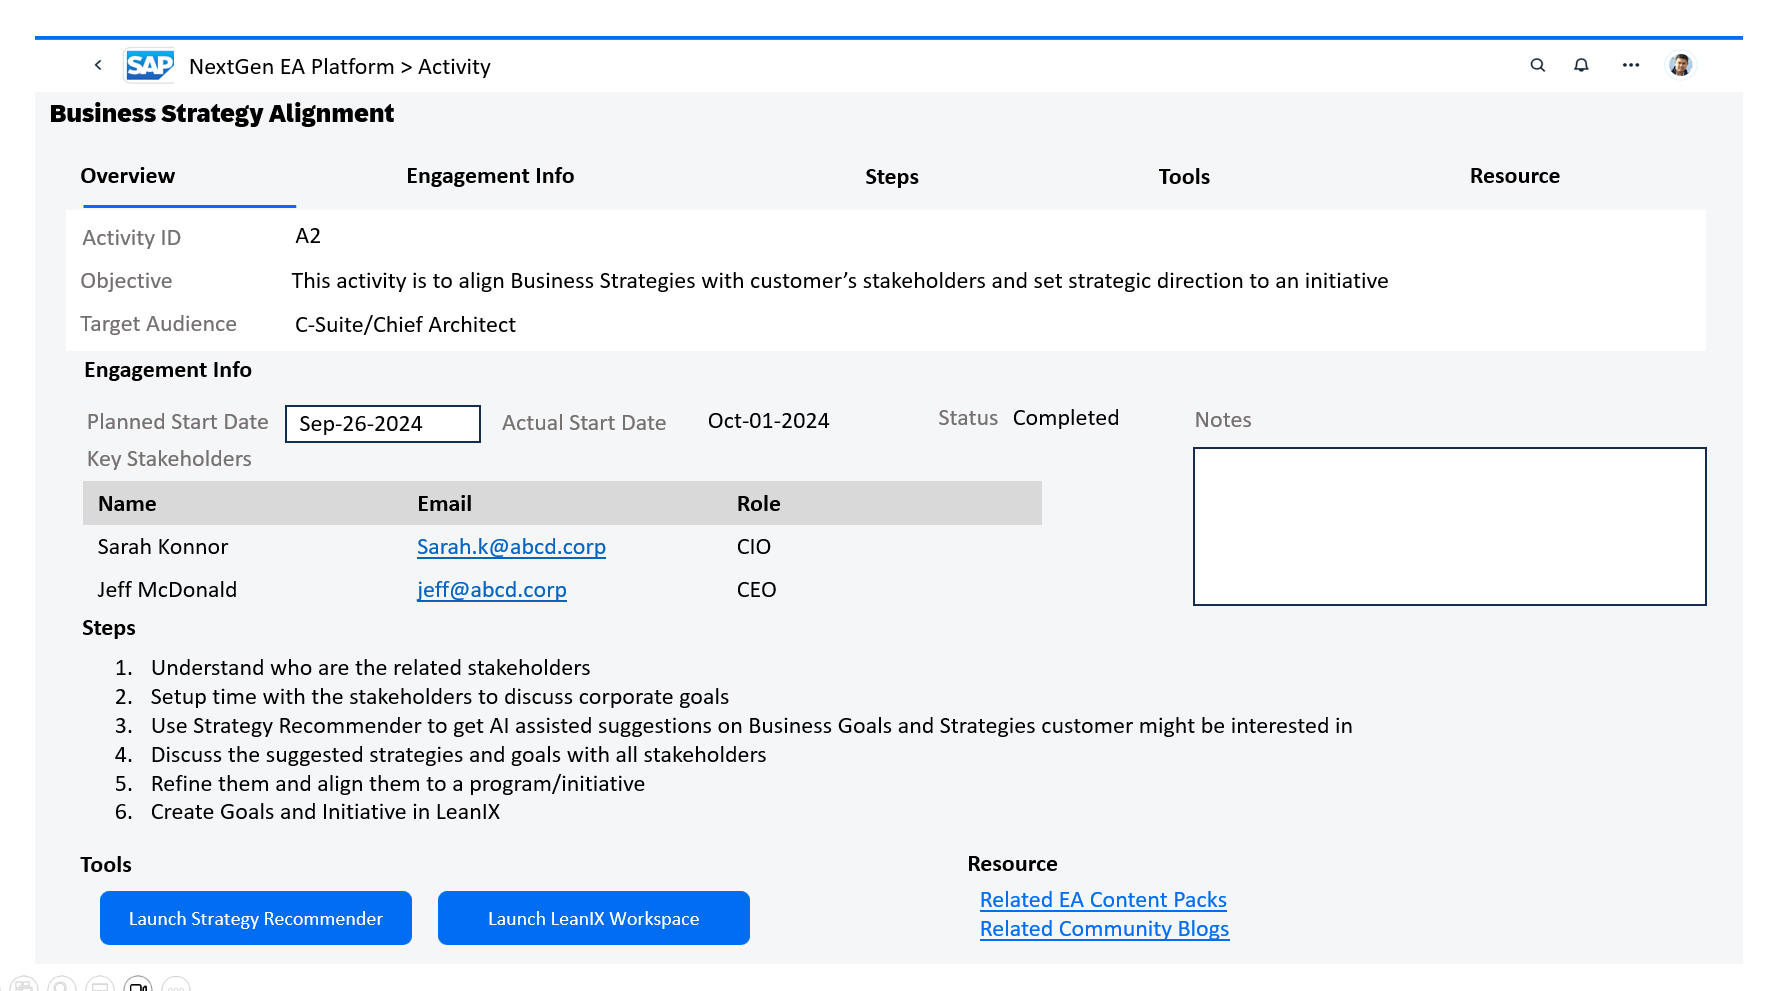 SAP NextGen EA Platform > Activity
Business Strategy Alignment
Overview Engagement Info Steps Tools Resource
Activity ID A2
Objective This activity is to align Business Strategies with customer’s stakeholders and set strategic direction to an initiative
Target Audience C-Suite/Chief Architect
Engagement Info
Planned Start Date Sep-26-2024 Actual Start Date Oct-01-2024 Status Completed Notes
Key Stakeholders
Name Email Role
Sarah Konnor Sarah.k@abcd.corp CIO
Jeff McDonald jeff@abcd.corp CEO
Steps
1. Understand who are the related stakeholders
2. Setup time with the stakeholders to discuss corporate goals
3. Use Strategy Recommender to get AI assisted suggestions on Business Goals and Strategies customer might be interested in
4. Discuss the suggested strategies and goals with all stakeholders
5. Refine them and align them to a program/initiative
6. Create Goals and Initiative in LeanIX
Tools
Launch Strategy Recommender Launch LeanIX Workspace
Resource
Related EA Content Packs
Related Community Blogs